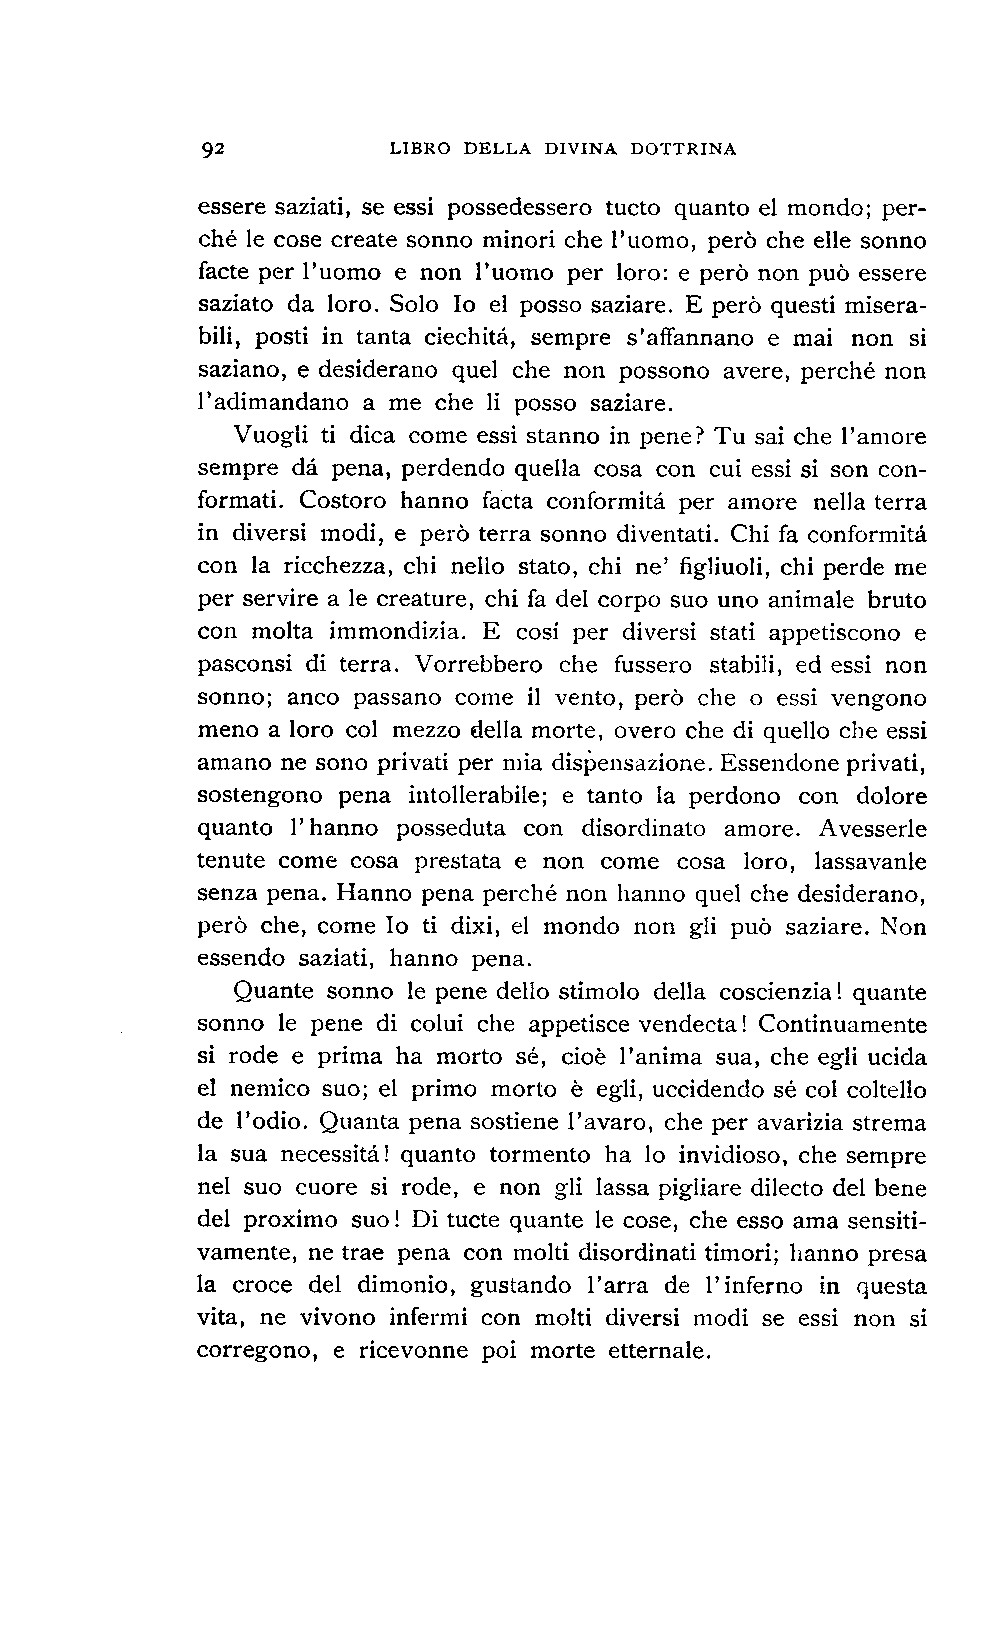 92 LIBRO DELLA DIVINA DOTTRINA
essere saziati, se essi possedessero tucto quanto el mondo; per-
ché le cose create sonno minori che l'uomo, però che elle sonno
facte per l'uomo e non l'uomo per loro: e però non può essere
saziato da loro. Solo Io el posso saziare. E però questi misera-
bili, posti in tanta ciechitá, sempre s'affannano e mai non si
saziano, e desiderano quel che non possono avere, perché non
l'adimandano a me che li posso saziare.
Vuogli ti dica come essi stanno in pene? Tu sai che l'amore
sempre dá pena, perdendo quella cosa con cui essi si son con-
formati. Costoro hanno facta conformitá per amore nella terra
in diversi modi, e però terra sonno diventati. Chi fa conformitá
con la ricchezza, chi nello stato, chi ne' figliuoli, chi perde me
per servire a le creature, chi fa del corpo suo uno animale bruto
con molta immondizia. E cosí per diversi stati appetiscono e
pasconsi di terra. Vorrebbero che fussero stabili, ed essi non
sonno; anco passano come il vento, però che o essi vengono
meno a loro col mezzo della morte, overo che di quello che essi
amano ne sono privati per mia dispensazione. Essendone privati,
sostengono pena intollerabile; e tanto la perdono con dolore
quanto l'hanno posseduta con disordinato amore. Avesserle
tenute come cosa prestata e non come cosa loro, lassavanle
senza pena. Hanno pena perché non hanno quel che desiderano,
però che, come Io ti dixi, el mondo non gli può saziare. Non
essendo saziati, hanno pena.
Quante sonno le pene dello stimolo della coscienzia! quante
sonno le pene di colui che appetisce vendecta! Continuamente
si rode e prima ha morto sé, cioè l'anima sua, che egli ucida
el nemico suo; el primo morto è egli, uccidendo sé col coltello
de l'odio. Quanta pena sostiene l'avaro, che per avarizia strema
la sua necessitá! quanto tormento ha lo invidioso, che sempre
nel suo cuore si rode, e non gli lassa pigliare dilecto del bene
del proximo suo! Di tucte quante le cose, che esso ama sensiti-
vamente, ne trae pena con molti disordinati timori; hanno presa
la croce del dimonio, gustando l'arra de l'inferno in questa
vita, ne vivono infermi con molti diversi modi se essi non si
corregono, e ricevonne poi morte etternale.